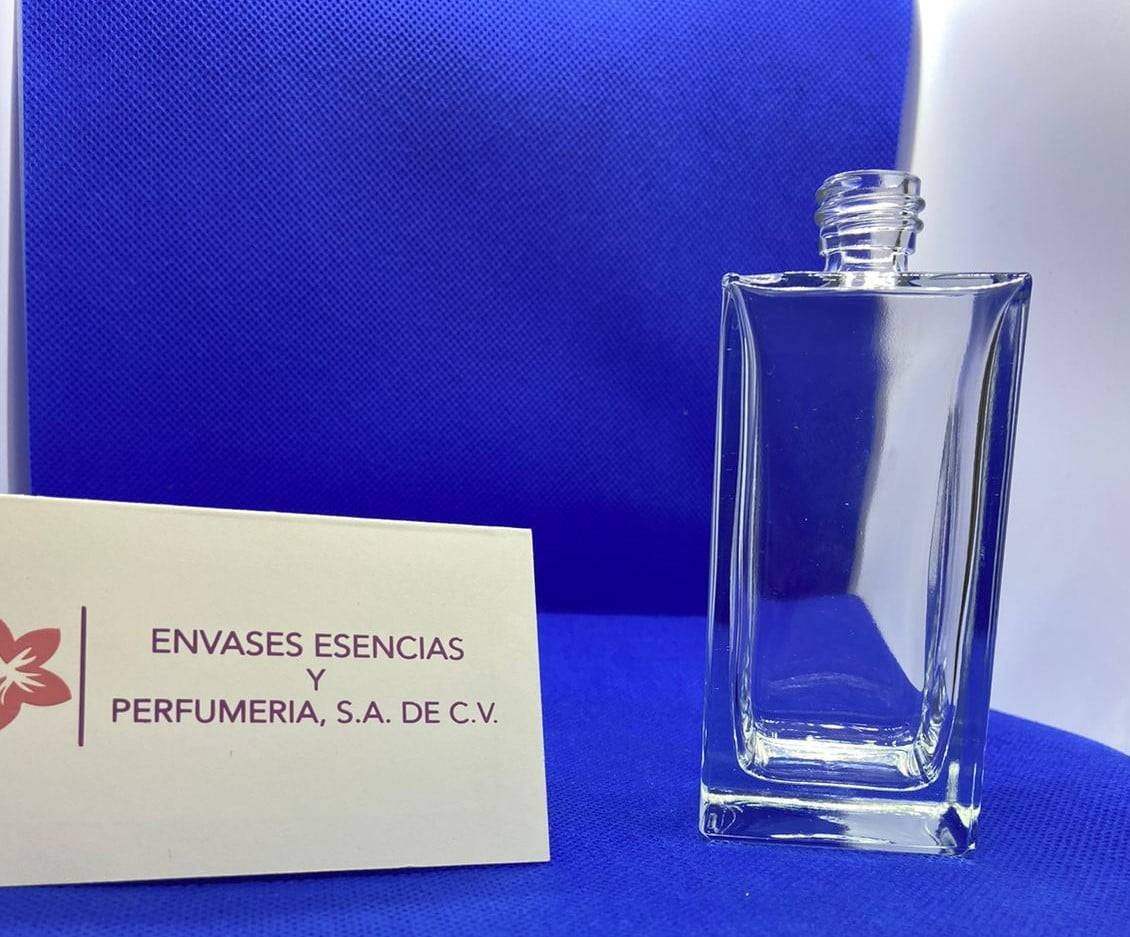 ENVASES ESENCIAS
Y
PERFUMERIA, S.A. DE C.V.